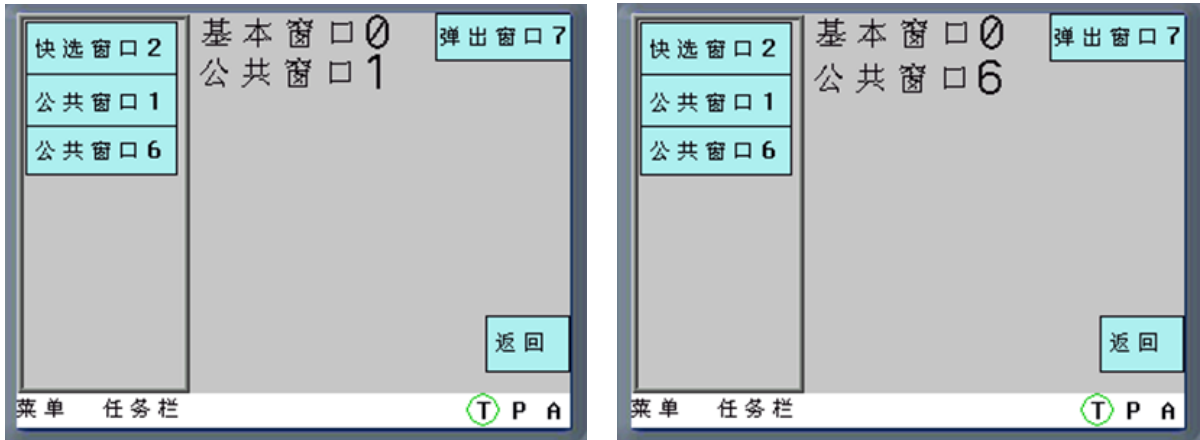 快选窗口2
公共窗口1
公共窗口6
基本窗口0
公共窗口1
弹出窗口7
返回
菜单 任务栏
T P A
快选窗口2
公共窗口1
公共窗口6
基本窗口0
公共窗口6
弹出窗口7
返回
菜单 任务栏
T P A